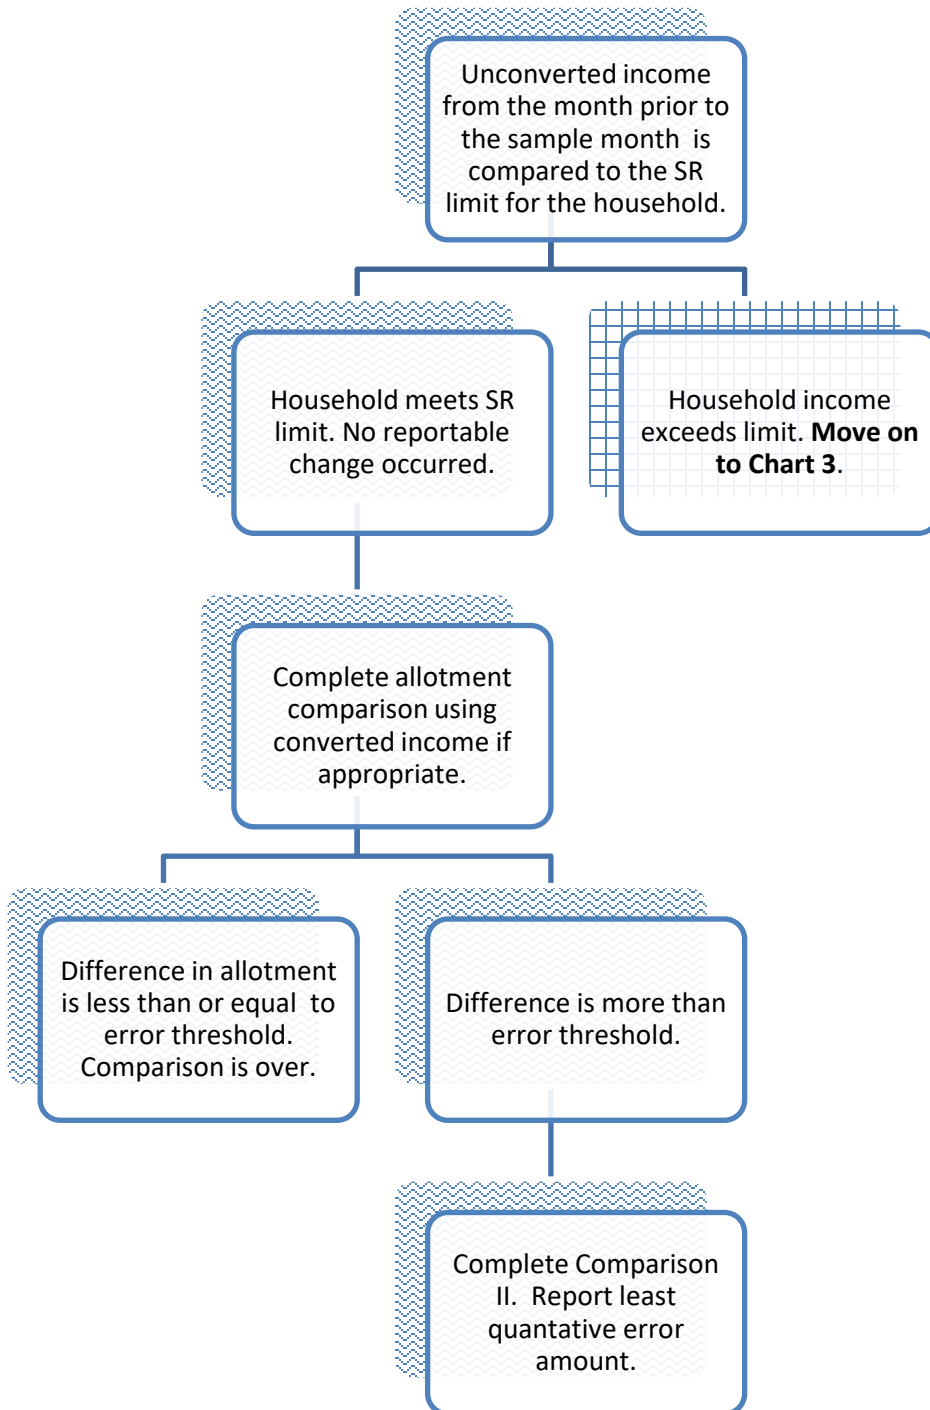 Unconverted income
from the month prior to
the sample month is
compared to the SR
limit for the household.
Household meets SR
limit. No reportable
change occurred.
Household income
exceeds limit. Move on
to Chart 3.
Complete allotment
comparison using
converted income if
appropriate.
Difference in allotment
is less than or equal to
error threshold.
Comparison is over.
Difference is more than
error threshold.
Complete Comparison
II. Report least
quantative error
amount.